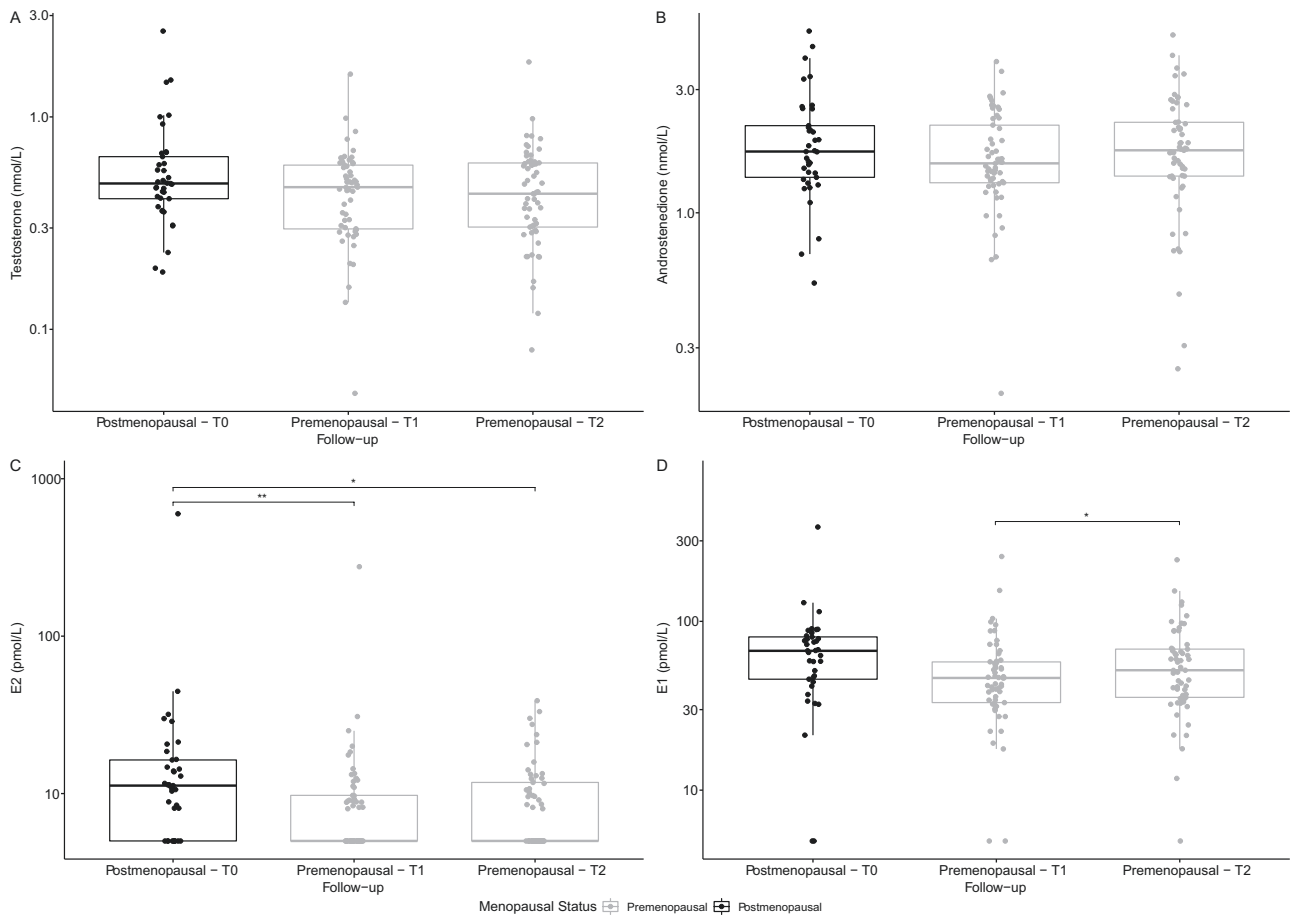 A
Testosterone (nmol/L)
3.0
1.0
0.3
0.1
Postmenopausal – T0
Premenopausal – T1
Premenopausal – T2
Follow–up
B
Androstenedione (nmol/L)
3.0
1.0
0.3
Postmenopausal – T0
Premenopausal – T1
Premenopausal – T2
Follow–up
C
E2 (pmol/L)
1000
100
10
*
**
Postmenopausal – T0
Premenopausal – T1
Premenopausal – T2
Follow–up
D
E1 (pmol/L)
300
100
30
10
*
Postmenopausal – T0
Premenopausal – T1
Premenopausal – T2
Follow–up
Menopausal Status Premenopausal Postmenopausal